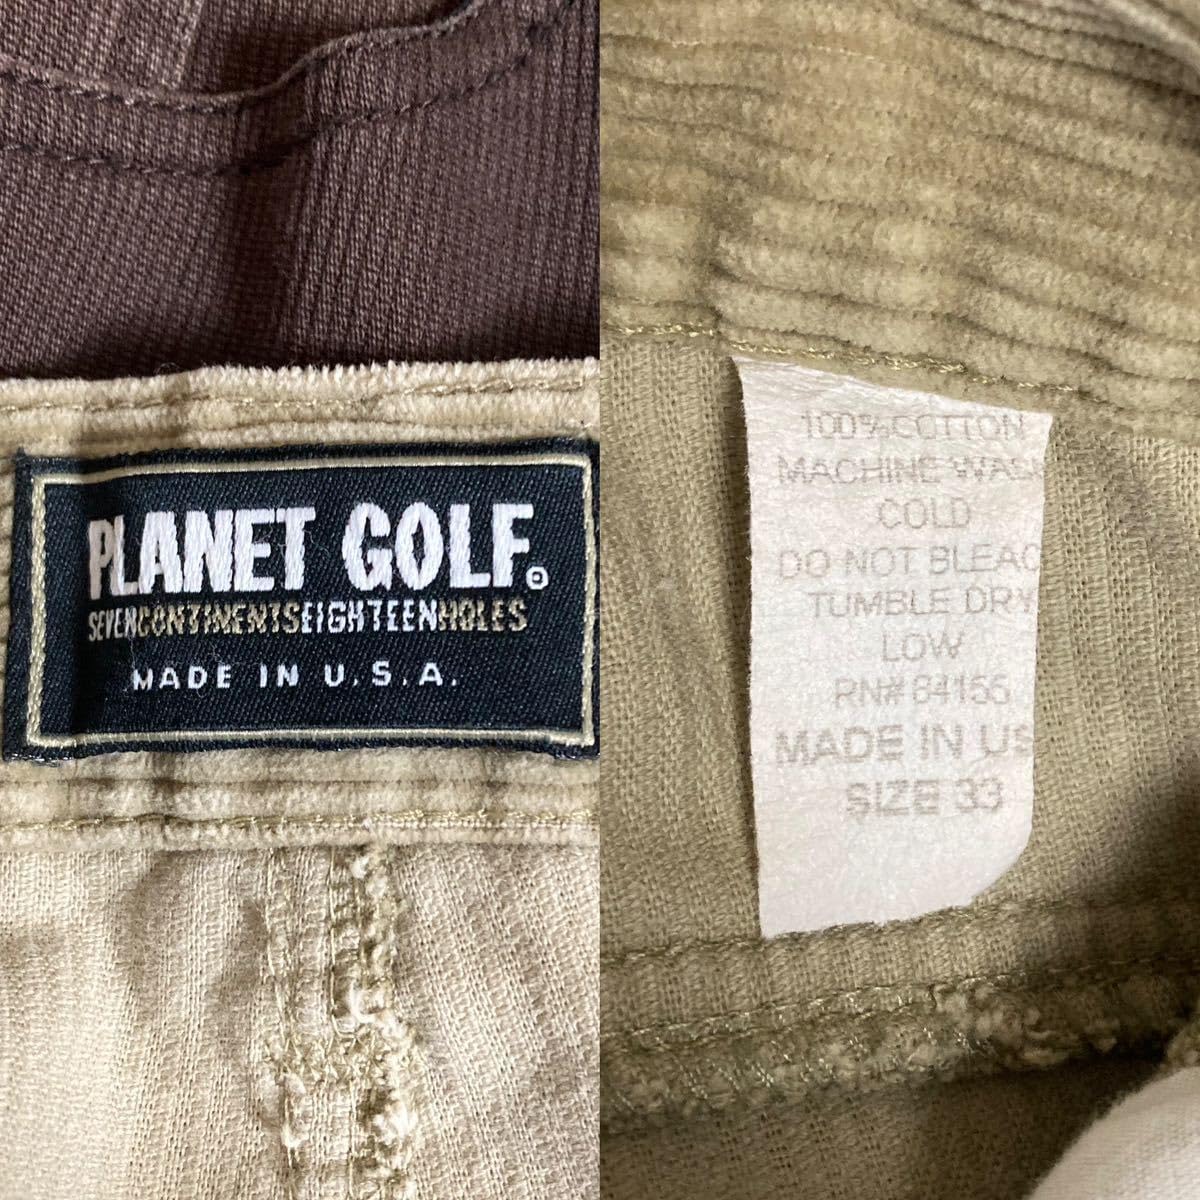 PLANET GOLF
SEVENCONTINENTSEIGHTEENHOLES
MADE IN U.S.A.
100% COTTON
MACHINE WASH
COLD
DO NOT BLEAC
TUMBLE DRY
LOW
RN# 84155
MADE IN US
SIZE 33